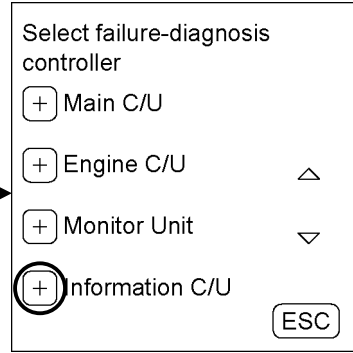 Select failure-diagnosis
controller
+ Main C/U
+ Engine C/U
+ Monitor Unit
+ Information C/U
ESC